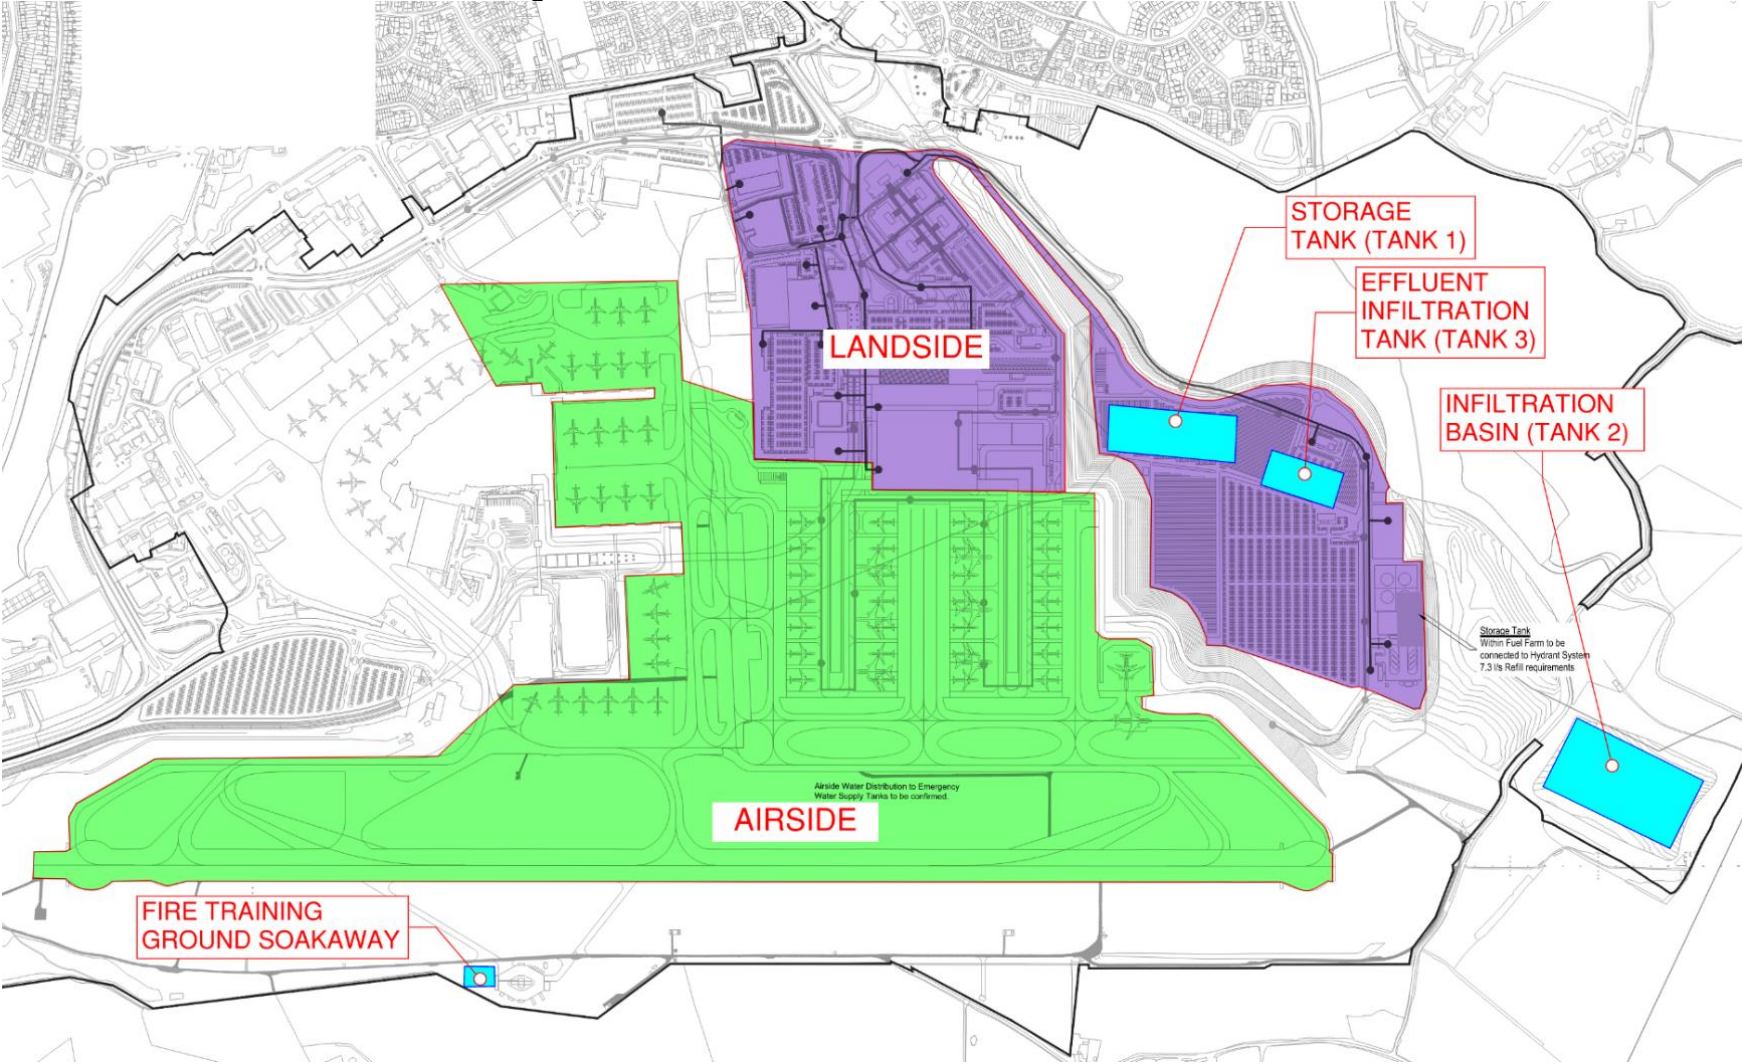 STORAGE
TANK (TANK 1)
EFFLUENT
INFILTRATION
TANK (TANK 3)
LANDSIDE
INFILTRATION
BASIN (TANK 2)
Storage Tank
Within Fuel Farm to be
connected to Hydrant System
7.3 l/s Refill requirements
Airside Water Distribution to Emergency
Water Supply Tanks to be confirmed.
AIRSIDE
FIRE TRAINING
GROUND SOAKAWAY